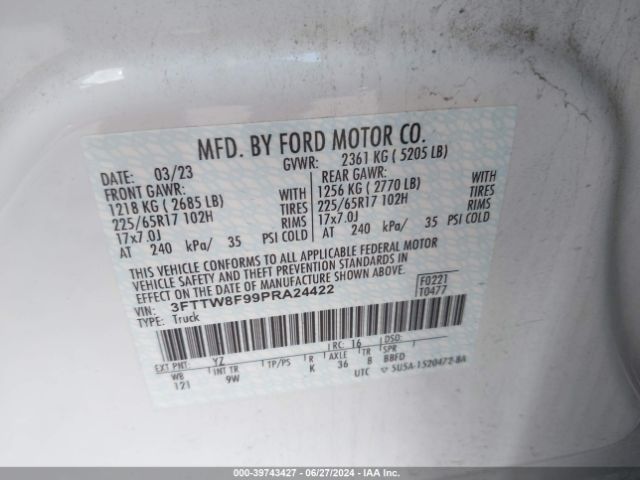 MFD. BY FORD MOTOR CO.
DATE: 03/23 GVWR: 2361 KG ( 5205 LB)
FRONT GAWR: REAR GAWR:
1218 KG ( 2685 LB) WITH 1256 KG ( 2770 LB) WITH
225/65R17 102H TIRES 225/65R17 102H TIRES
17x7.0J RIMS 17x7.0J RIMS
AT 240 kPa/ 35 PSI COLD AT 240 kPa/ 35 PSI COLD
THIS VEHICLE CONFORMS TO ALL APPLICABLE FEDERAL MOTOR
VEHICLE SAFETY AND THEFT PREVENTION STANDARDS IN
EFFECT ON THE DATE OF MANUFACTURE SHOWN ABOVE.
VIN: 3FTTW8F99PRA24422 F0221
TYPE: Truck T0477
EXT PNT: YZ RC: 16 DSO:
WB INT TR TP/PS R AXLE TR SPR
121 9W K 36 8 BBFD
UTC 5U5A-1520472-BA
000-39743427 - 06/27/2024 - IAAI.COM